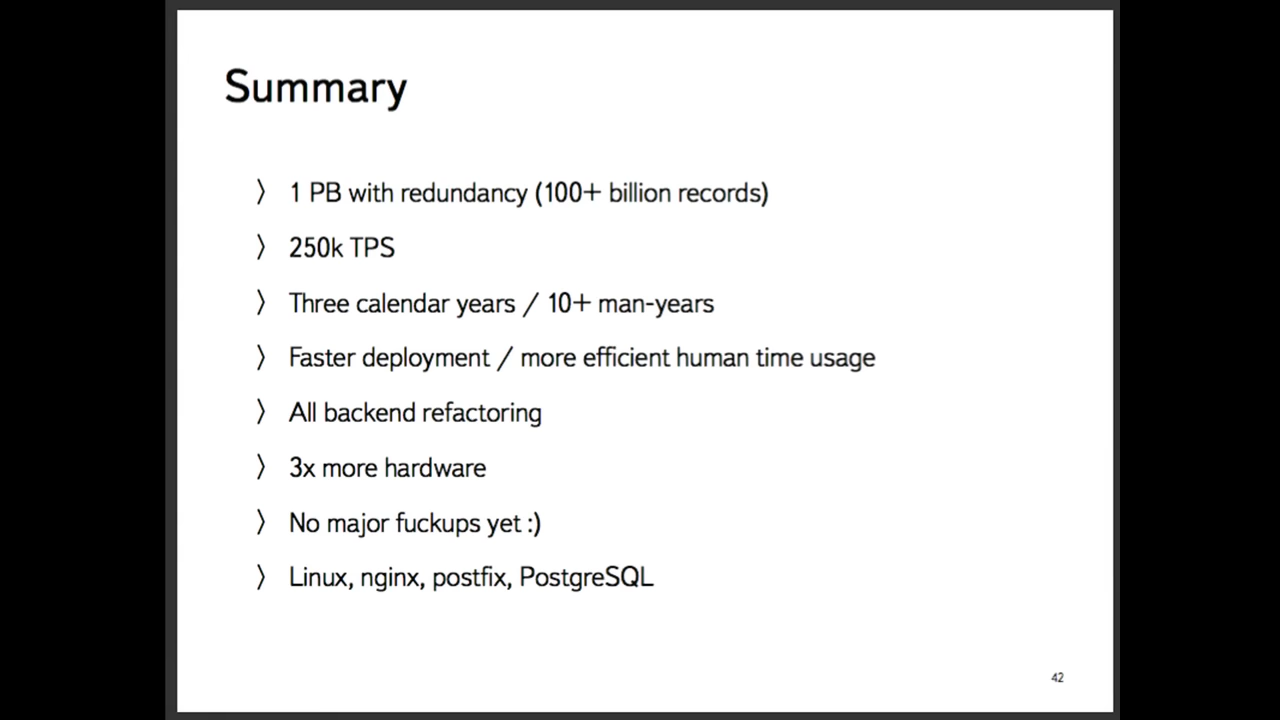 Summary
〉 1 PB with redundancy (100+ billion records)
〉 250k TPS
〉 Three calendar years / 10+ man-years
〉 Faster deployment / more efficient human time usage
〉 All backend refactoring
〉 3x more hardware
〉 No major fuckups yet :)
〉 Linux, nginx, postfix, PostgreSQL
42